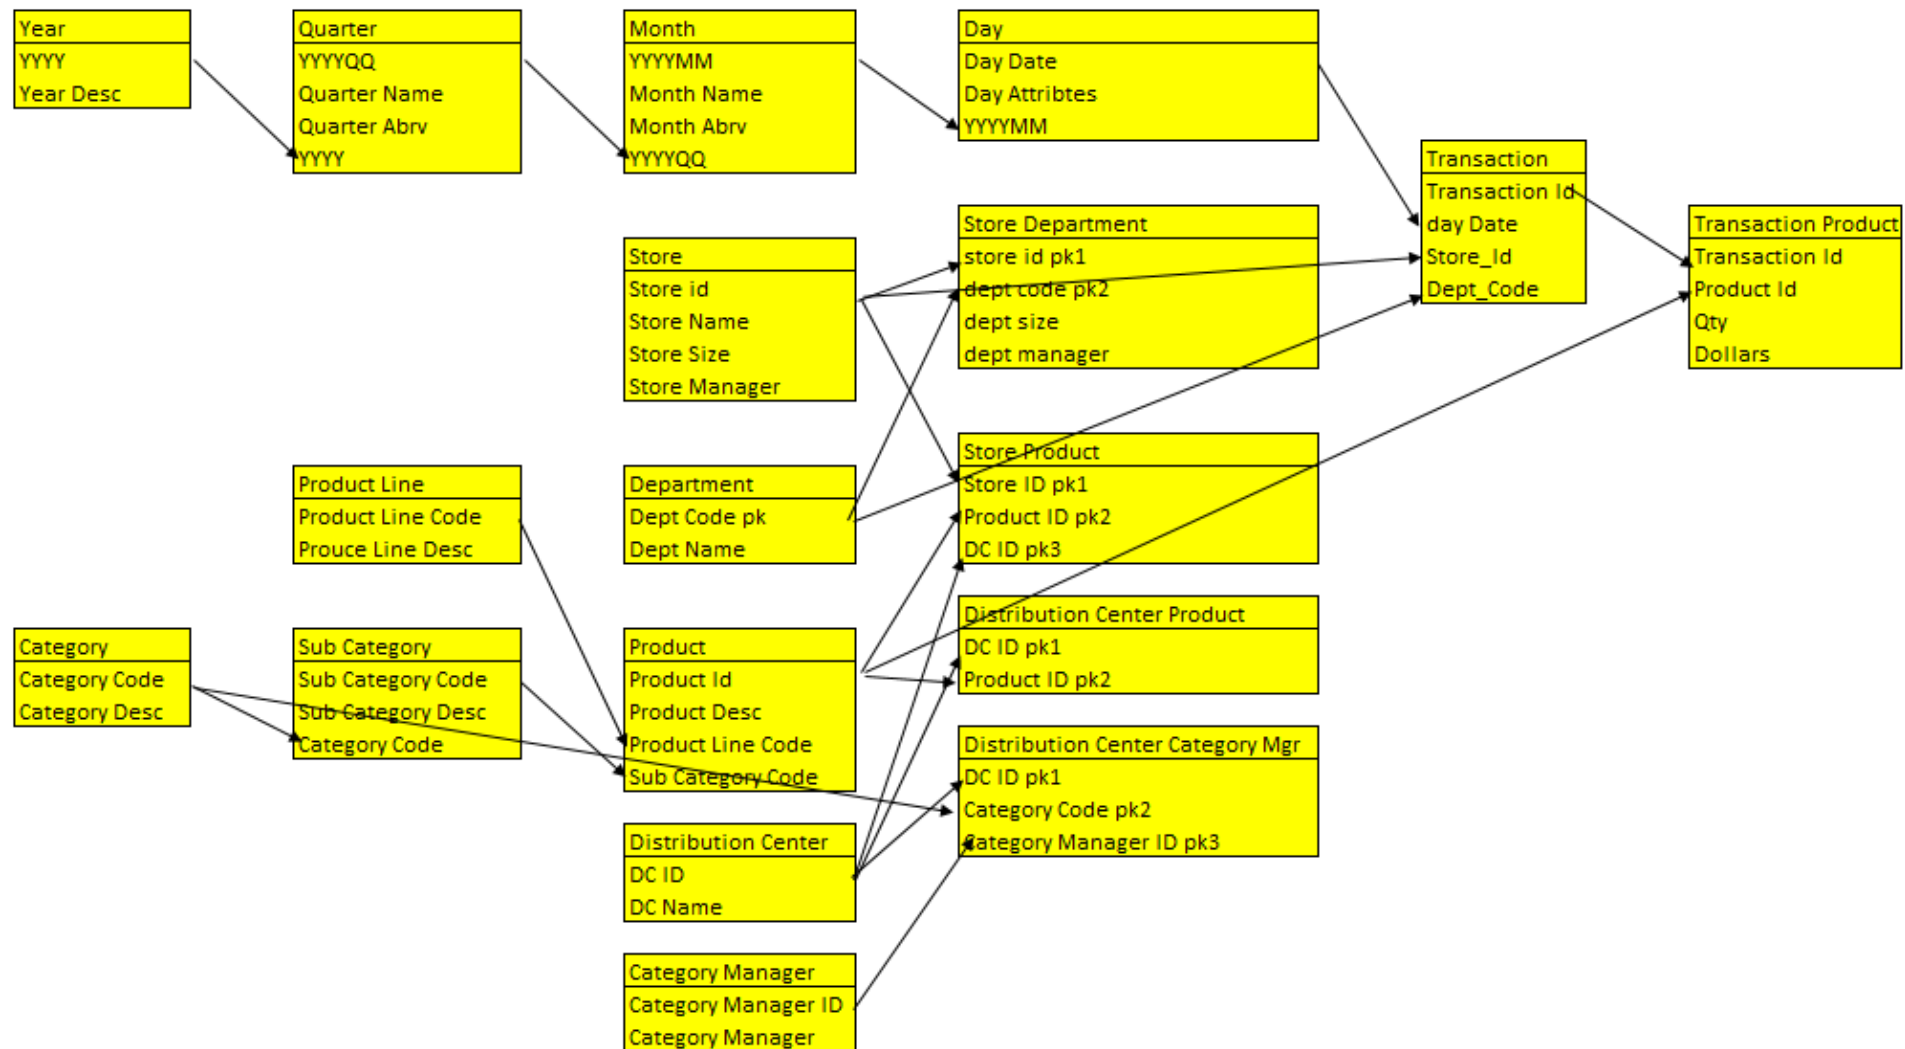 Year
YYYY
Year Desc
Quarter
YYYYQQ
Quarter Name
Quarter Abrv
YYYY
Month
YYYYMM
Month Name
Month Abrv
YYYYQQ
Day
Day Date
Day Attribtes
YYYYMM
Transaction
Transaction Id
day Date
Store_Id
Dept_Code
Transaction Product
Transaction Id
Product Id
Qty
Dollars
Store
Store id
Store Name
Store Size
Store Manager
Store Department
store id pk1
dept code pk2
dept size
dept manager
Product Line
Product Line Code
Prouce Line Desc
Department
Dept Code pk
Dept Name
Store Product
Store ID pk1
Product ID pk2
DC ID pk3
Category
Category Code
Category Desc
Sub Category
Sub Category Code
Sub Category Desc
Category Code
Product
Product Id
Product Desc
Product Line Code
Sub Category Code
Distribution Center Product
DC ID pk1
Product ID pk2
Distribution Center Category Mgr
DC ID pk1
Category Code pk2
Category Manager ID pk3
Distribution Center
DC ID
DC Name
Category Manager
Category Manager ID
Category Manager